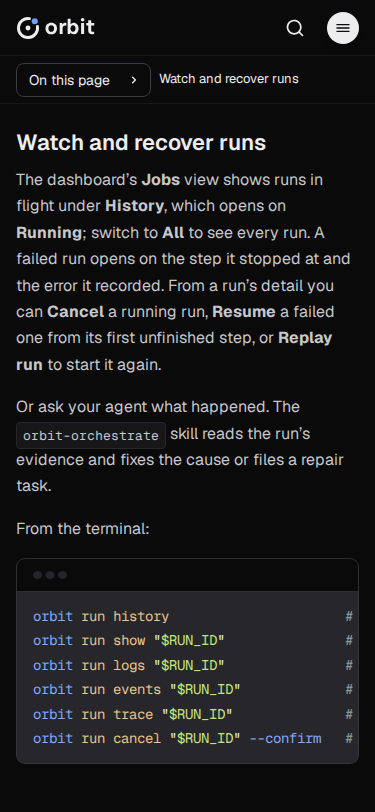 orbit
On this page
Watch and recover runs
Watch and recover runs
The dashboard’s Jobs view shows runs in
flight under History, which opens on
Running; switch to All to see every run. A
failed run opens on the step it stopped at and
the error it recorded. From a run’s detail you
can Cancel a running run, Resume a failed
one from its first unfinished step, or Replay
run to start it again.
Or ask your agent what happened. The
orbit-orchestrate skill reads the run’s
evidence and fixes the cause or files a repair
task.
From the terminal:
orbit run history #
orbit run show "$RUN_ID" #
orbit run logs "$RUN_ID" #
orbit run events "$RUN_ID" #
orbit run trace "$RUN_ID" #
orbit run cancel "$RUN_ID" --confirm #